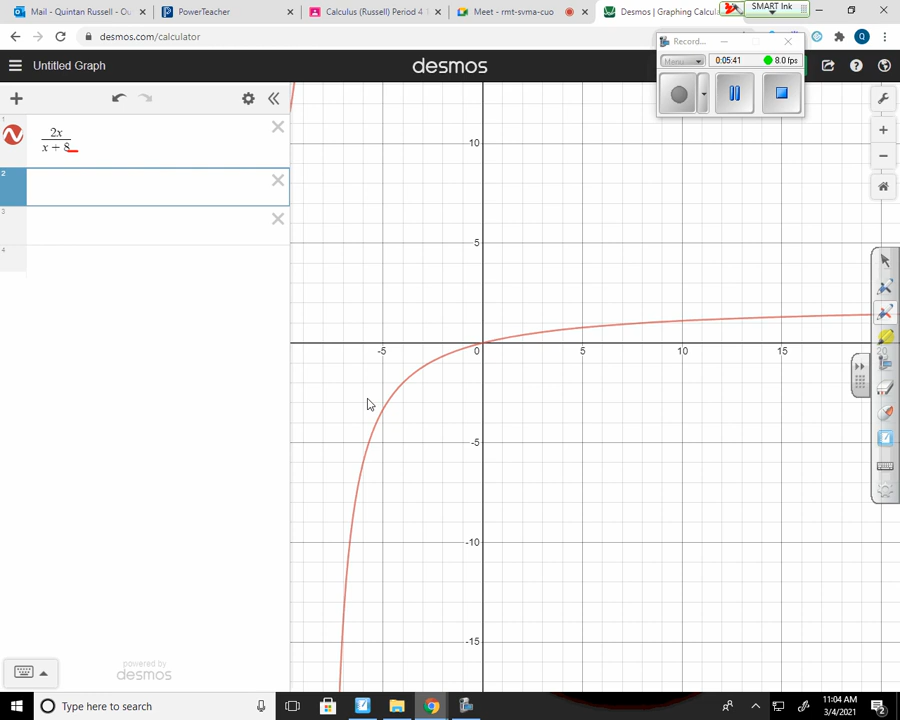 Mail - Quintan Russell - Ou
PowerTeacher
Calculus (Russell) Period 4
Meet - rmt-svma-cuo
Desmos | Graphing Calcu
SMART Ink
desmos.com/calculator
Q
Record...
Menu
0:05:41
8.0 fps
Untitled Graph
desmos
1
2x
x + 8
2
3
4
10
5
-5
0
5
10
15
20
-5
-10
-15
powered by
desmos
Type here to search
11:04 AM
3/4/2021
2